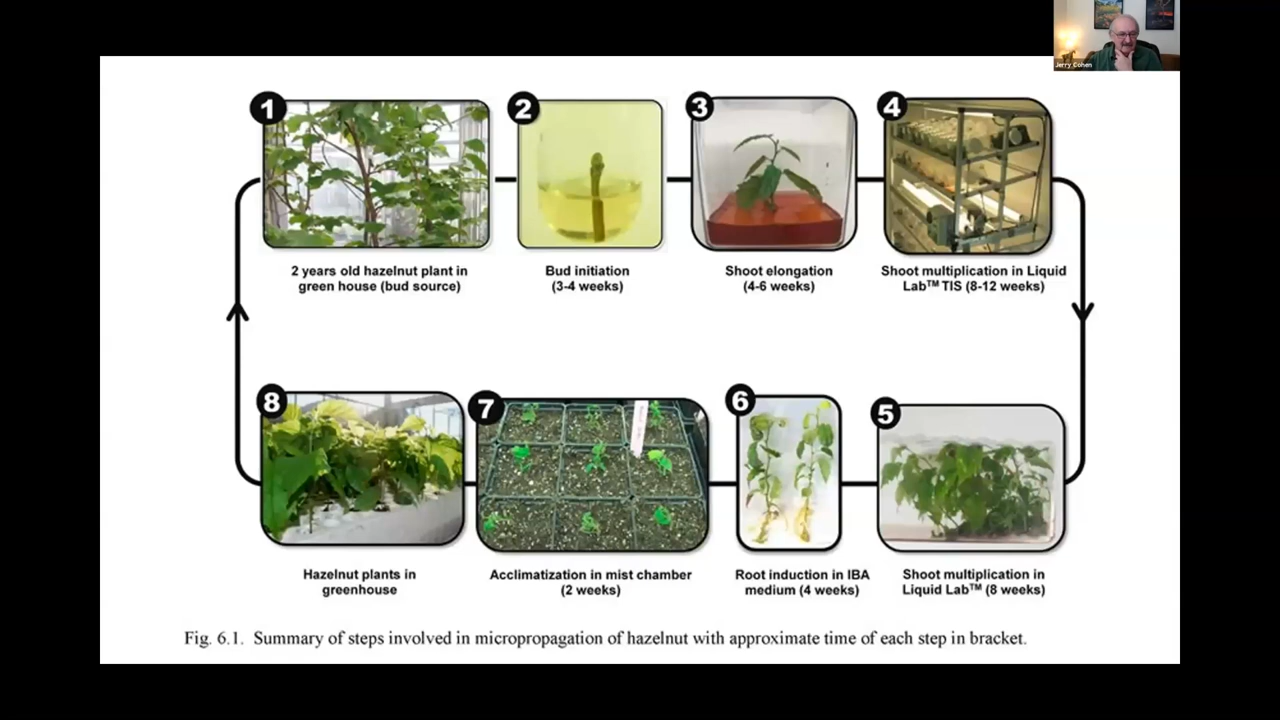 Jerry Cohen
1
2 years old hazelnut plant in
green house (bud source)
2
Bud initiation
(3-4 weeks)
3
Shoot elongation
(4-6 weeks)
4
Shoot multiplication in Liquid
Lab™ TIS (8-12 weeks)
8
Hazelnut plants in
greenhouse
7
Acclimatization in mist chamber
(2 weeks)
6
Root induction in IBA
medium (4 weeks)
5
Shoot multiplication in
Liquid Lab™ (8 weeks)
Fig. 6.1. Summary of steps involved in micropropagation of hazelnut with approximate time of each step in bracket.